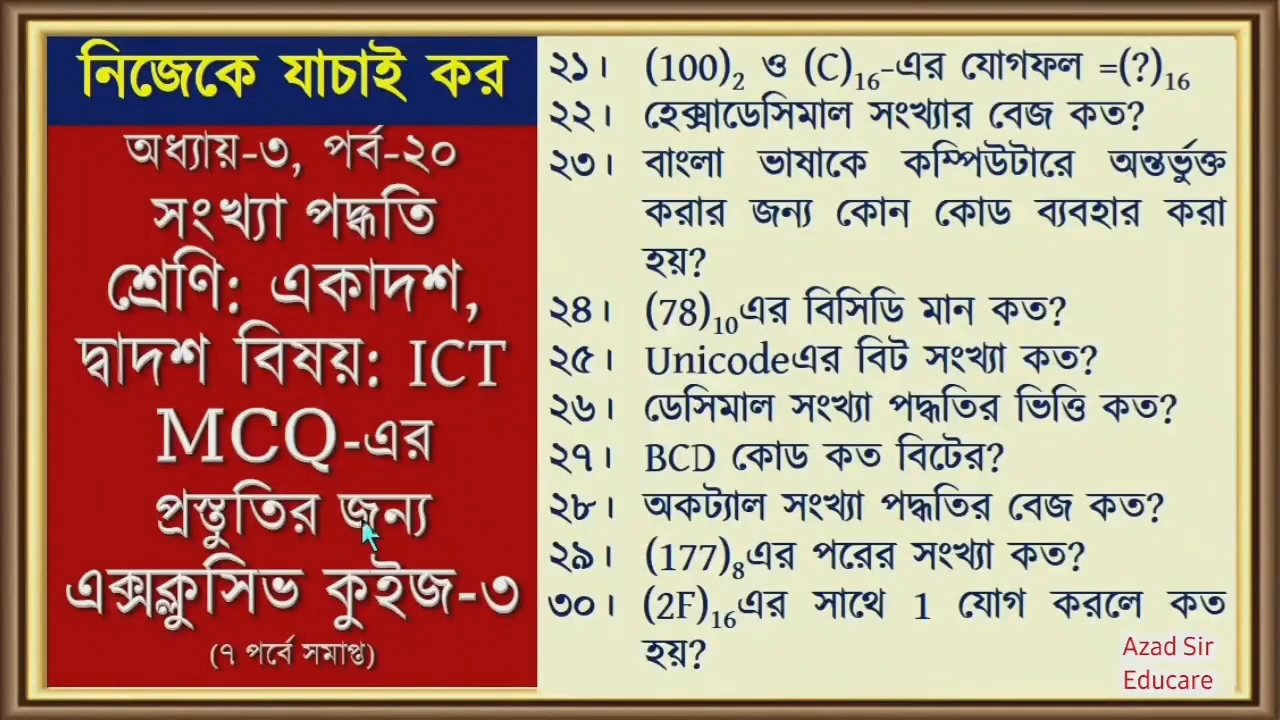 নিজেকে যাচাই কর
অধ্যায়-৩, পর্ব-২০
সংখ্যা পদ্ধতি
শ্রেণি: একাদশ,
দ্বাদশ বিষয়: ICT
MCQ-এর
প্রস্তুতির জন্য
এক্সক্লুসিভ কুইজ-৩
(৭ পর্বে সমাপ্ত)
২১। (100)₂ ও (C)₁₆-এর যোগফল =(?)₁₆
২২। হেক্সাডেসিমাল সংখ্যার বেজ কত?
২৩। বাংলা ভাষাকে কম্পিউটারে অন্তর্ভুক্ত
করার জন্য কোন কোড ব্যবহার করা
হয়?
২৪। (78)₁₀এর বিসিডি মান কত?
২৫। Unicodeএর বিট সংখ্যা কত?
২৬। ডেসিমাল সংখ্যা পদ্ধতির ভিত্তি কত?
২৭। BCD কোড কত বিটের?
২৮। অকট্যাল সংখ্যা পদ্ধতির বেজ কত?
২৯। (177)₈এর পরের সংখ্যা কত?
৩০। (2F)₁₆এর সাথে 1 যোগ করলে কত
হয়?
Azad Sir
Educare